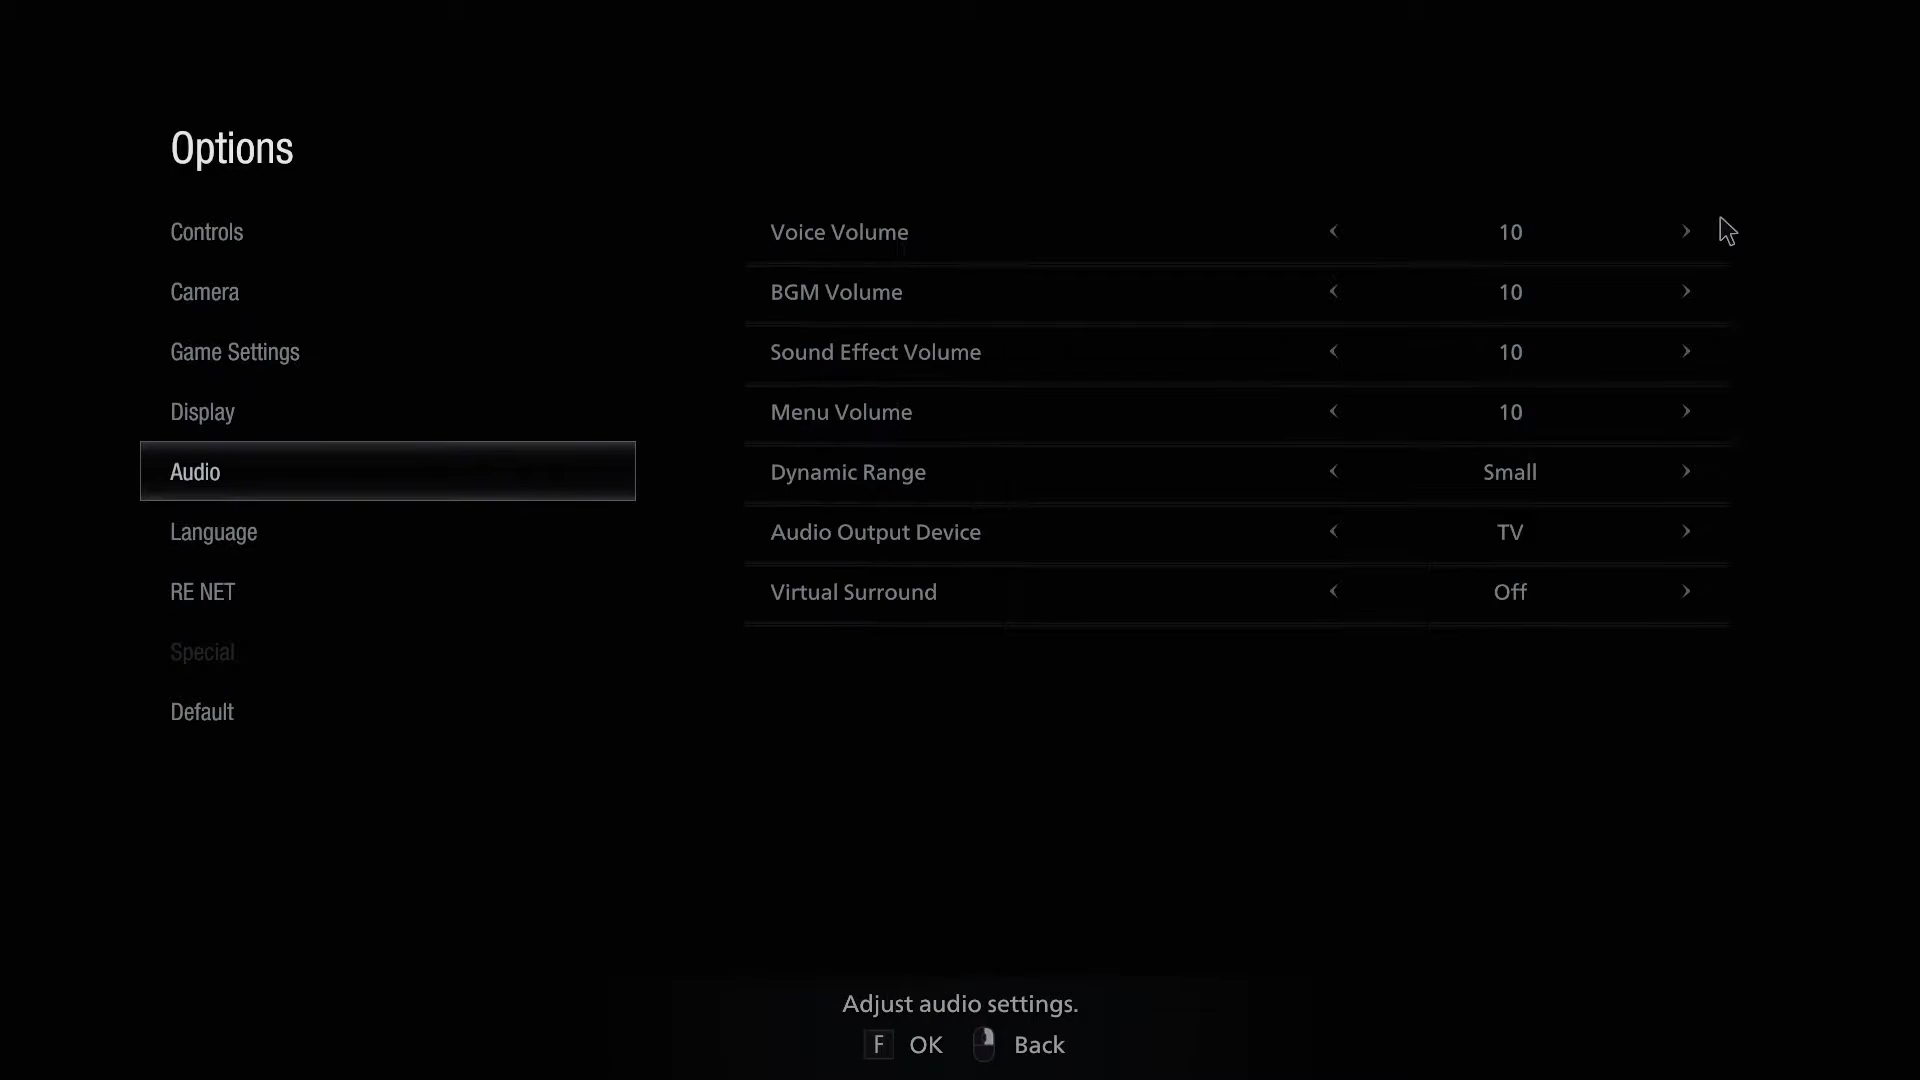 Options
Controls
Camera
Game Settings
Display
Audio
Language
RE NET
Special
Default
Voice Volume 10
BGM Volume 10
Sound Effect Volume 10
Menu Volume 10
Dynamic Range Small
Audio Output Device TV
Virtual Surround Off
Adjust audio settings.
F OK Back